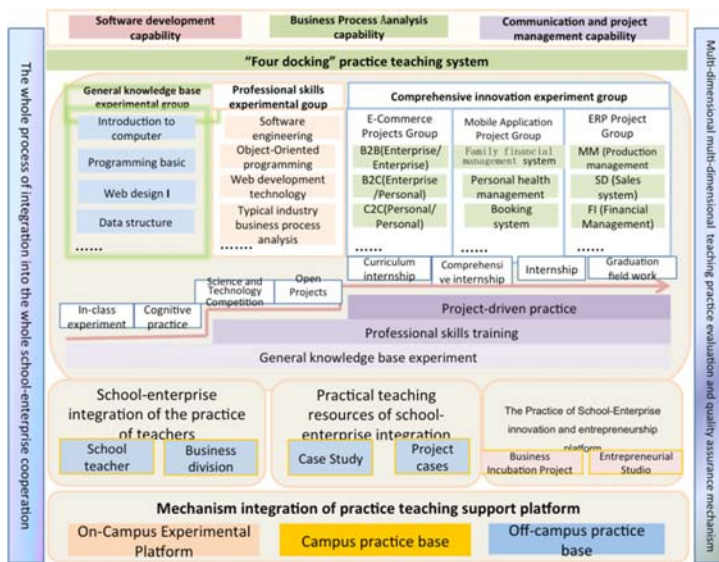 Software development
capability
Business Process Aanalysis
capability
Communication and project
management capability
"Four docking" practice teaching system
General knowledge base
experimental group
Introduction to
computer
Programming basic
Web design I
Data structure
......
Professional skills
experimental goup
Software
engineering
Object-Oriented
programming
Web development
technology
Typical industry
business process
analysis
.......
Comprehensive innovation experiment group
E-Commerce
Projects Group
B2B(Enterprise/
Enterprise)
B2C(Enterprise
/Personal)
C2C(Personal/
Personal)
......
Mobile Application
Project Group
Family financial
management system
Personal health
management
Booking
system
......
ERP Project
Group
MM (Production
management
SD (Sales
system)
FI (Financial
Management)
......
In-class
experiment
Cognitive
practice
Science and
Technology
Competition
Open
Projects
Curriculum
internship
Comprehensi
ve internship
Internship
Graduation
field work
Project-driven practice
Professional skills training
General knowledge base experiment
School-enterprise
integration of the practice
of teachers
School
teacher
Business
division
Practical teaching
resources of school-
enterprise integration
Case Study
Project
cases
The Practice of School-Enterprise
innovation and entrepreneurship
platform
Business
Incubation Project
Entrepreneurial
Studio
Mechanism integration of practice teaching support platform
On-Campus Experimental
Platform
Campus practice base
Off-campus practice
base
The whole process of integration into the whole school-enterprise cooperation
Multi-dimensional multi-dimensional teaching practice evaluation and quality assurance mechanism